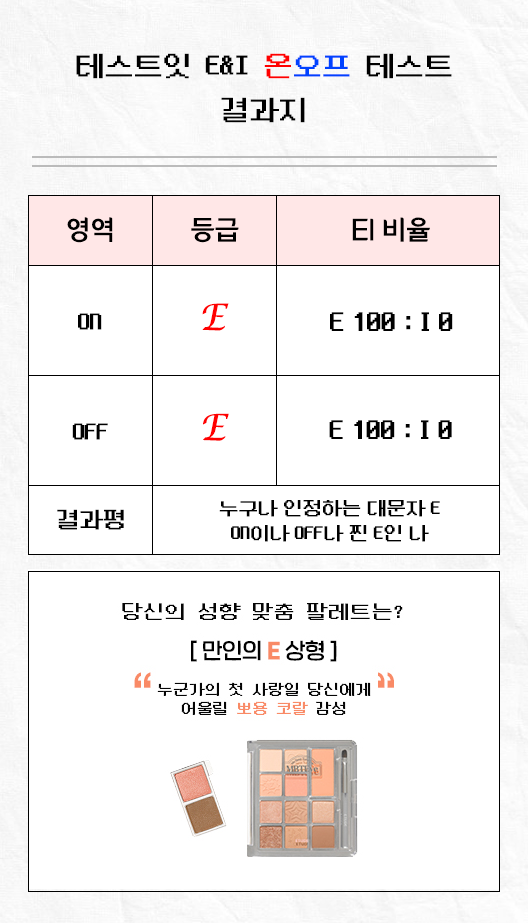 테스트잇 E&I 온오프 테스트
결과지
영역 등급 EI 비율
ON E E 100 : I 0
OFF E E 100 : I 0
결과평
누구나 인정하는 대문자 E
ON이나 OFF나 찐 E인 나
당신의 성향 맞춤 팔레트는?
[ 만인의 E 상형 ]
“ 누군가의 첫 사랑일 당신에게 ”
어울릴 뽀용 코랄 감성